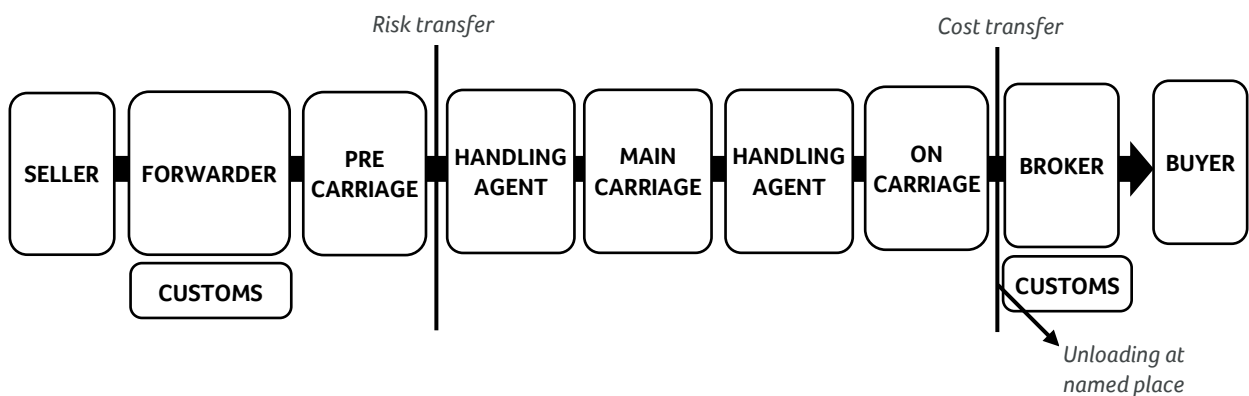 Risk transfer
Cost transfer
SELLER
FORWARDER
PRE
CARRIAGE
HANDLING
AGENT
MAIN
CARRIAGE
HANDLING
AGENT
ON
CARRIAGE
BROKER
BUYER
CUSTOMS
CUSTOMS
Unloading at
named place